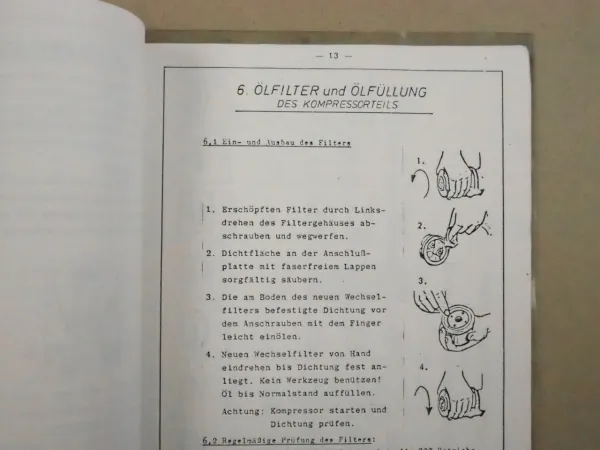 — 13 —
6. ÖLFILTER und ÖLFÜLLUNG
DES KOMPRESSORTEILS
6,1 Ein- und Ausbau des Filters
1. Erschöpften Filter durch Links-
drehen des Filtergehäuses ab-
schrauben und wegwerfen.
2. Dichtfläche an der Anschluß-
platte mit faserfreiem Lappen
sorgfältig säubern.
3. Die am Boden des neuen Wechsel-
filters befestigte Dichtung vor
dem Anschrauben mit dem Finger
leicht einölen.
4. Neuen Wechselfilter von Hand
eindrehen bis Dichtung fest an-
liegt. Kein Werkzeug benützen!
Öl bis Normalstand auffüllen.
Achtung: Kompressor starten und
Dichtung prüfen.
6,2 Regelmäßige Prüfung des Filters:
1.
2.
3.
4.